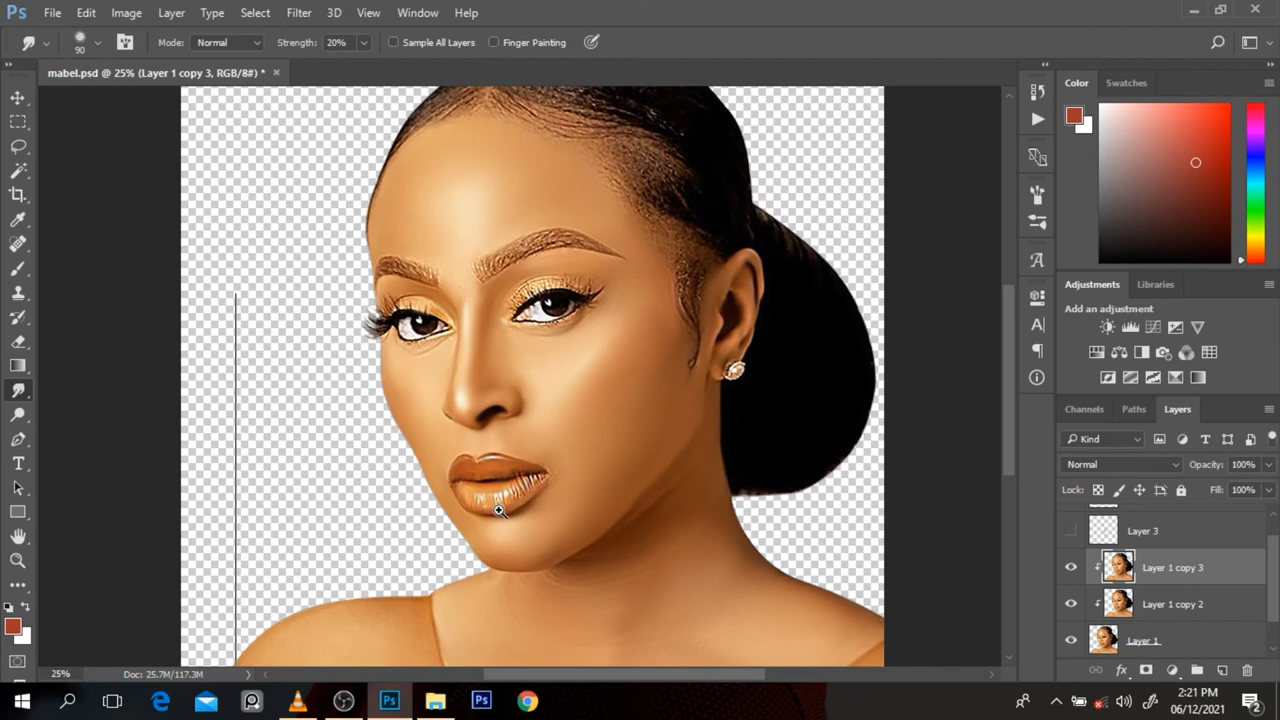 Ps File Edit Image Layer Type Select Filter 3D View Window Help
90 Mode: Normal Strength: 20% Sample All Layers Finger Painting
mabel.psd @ 25% (Layer 1 copy 3, RGB/8#) *
Color Swatches
Adjustments Libraries
Add an adjustment
Channels Paths Layers
Kind
Normal Opacity: 100%
Lock: Fill: 100%
Layer 3
Layer 1 copy 3
Layer 1 copy 2
Layer 1
25% Doc: 25.7M/117.3M
2:21 PM
06/12/2021
2